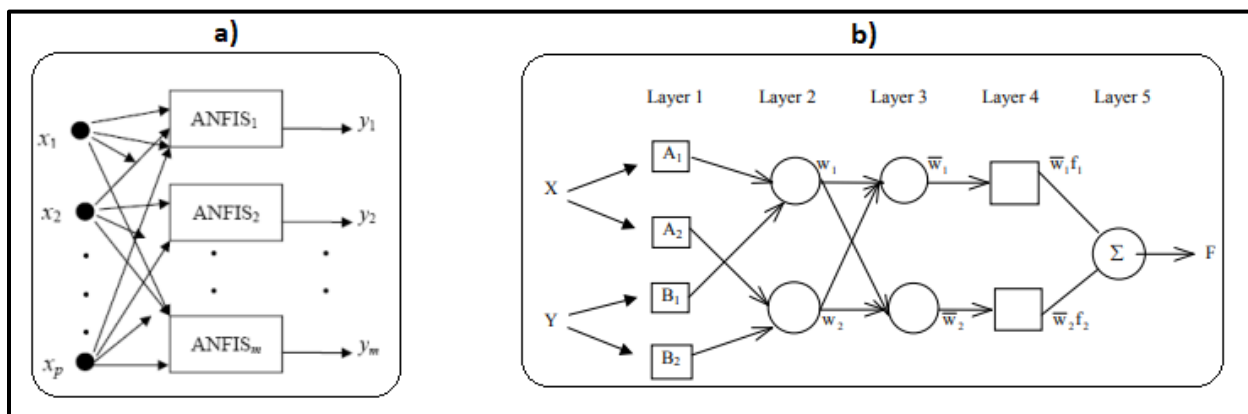 a)
x1
x2
xp
ANFIS1
ANFIS2
ANFISm
y1
y2
ym
b)
Layer 1 Layer 2 Layer 3 Layer 4 Layer 5
X
Y
A1
A2
B1
B2
w1
w2
w̅1
w̅2
w̅1f1
w̅2f2
Σ
F